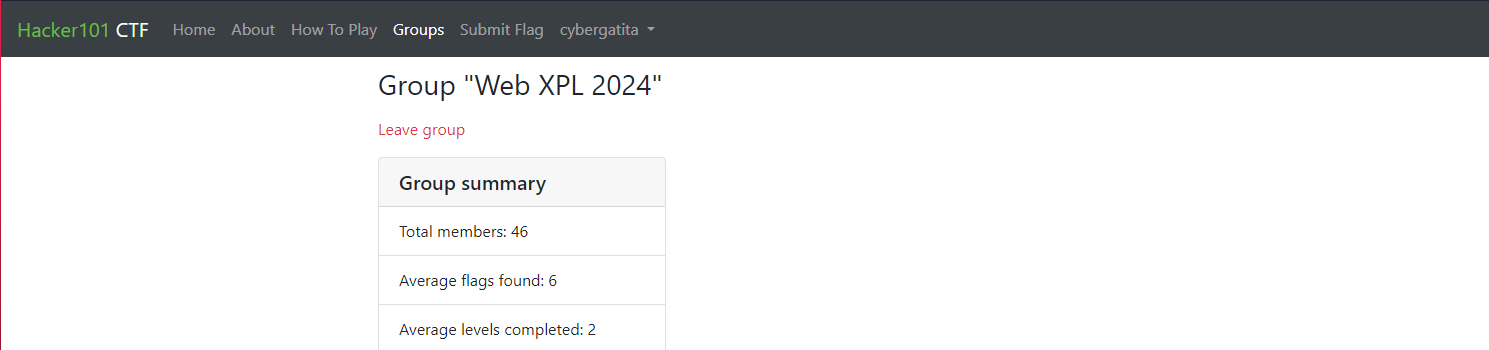 Hacker101 CTF Home About How To Play Groups Submit Flag cybergatita
Group "Web XPL 2024"
Leave group
Group summary
Total members: 46
Average flags found: 6
Average levels completed: 2